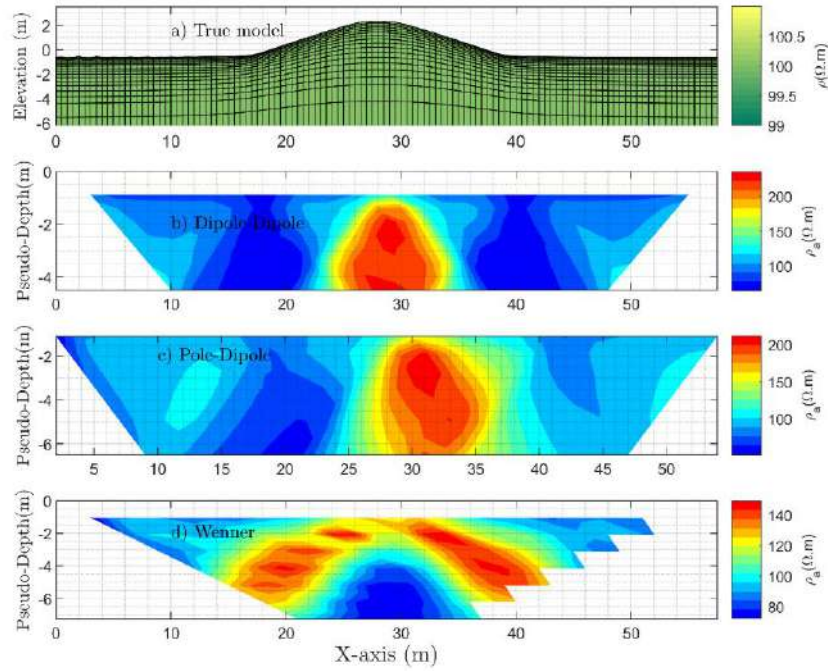 2
0
-2
-4
-6
Elevation (m)
a) True model
0 10 20 30 40 50
100.5
100
99.5
99
ρ(Ω.m)
0
-2
-4
Pseudo-Depth(m)
b) Dipole-Dipole
0 10 20 30 40 50
200
150
100
ρa(Ω.m)
-2
-4
-6
Pseudo-Depth(m)
c) Pole-Dipole
5 10 15 20 25 30 35 40 45 50
200
150
100
ρa(Ω.m)
0
-2
-4
-6
Pseudo-Depth(m)
d) Wenner
0 10 20 30 40 50
X-axis (m)
140
120
100
80
ρa(Ω.m)